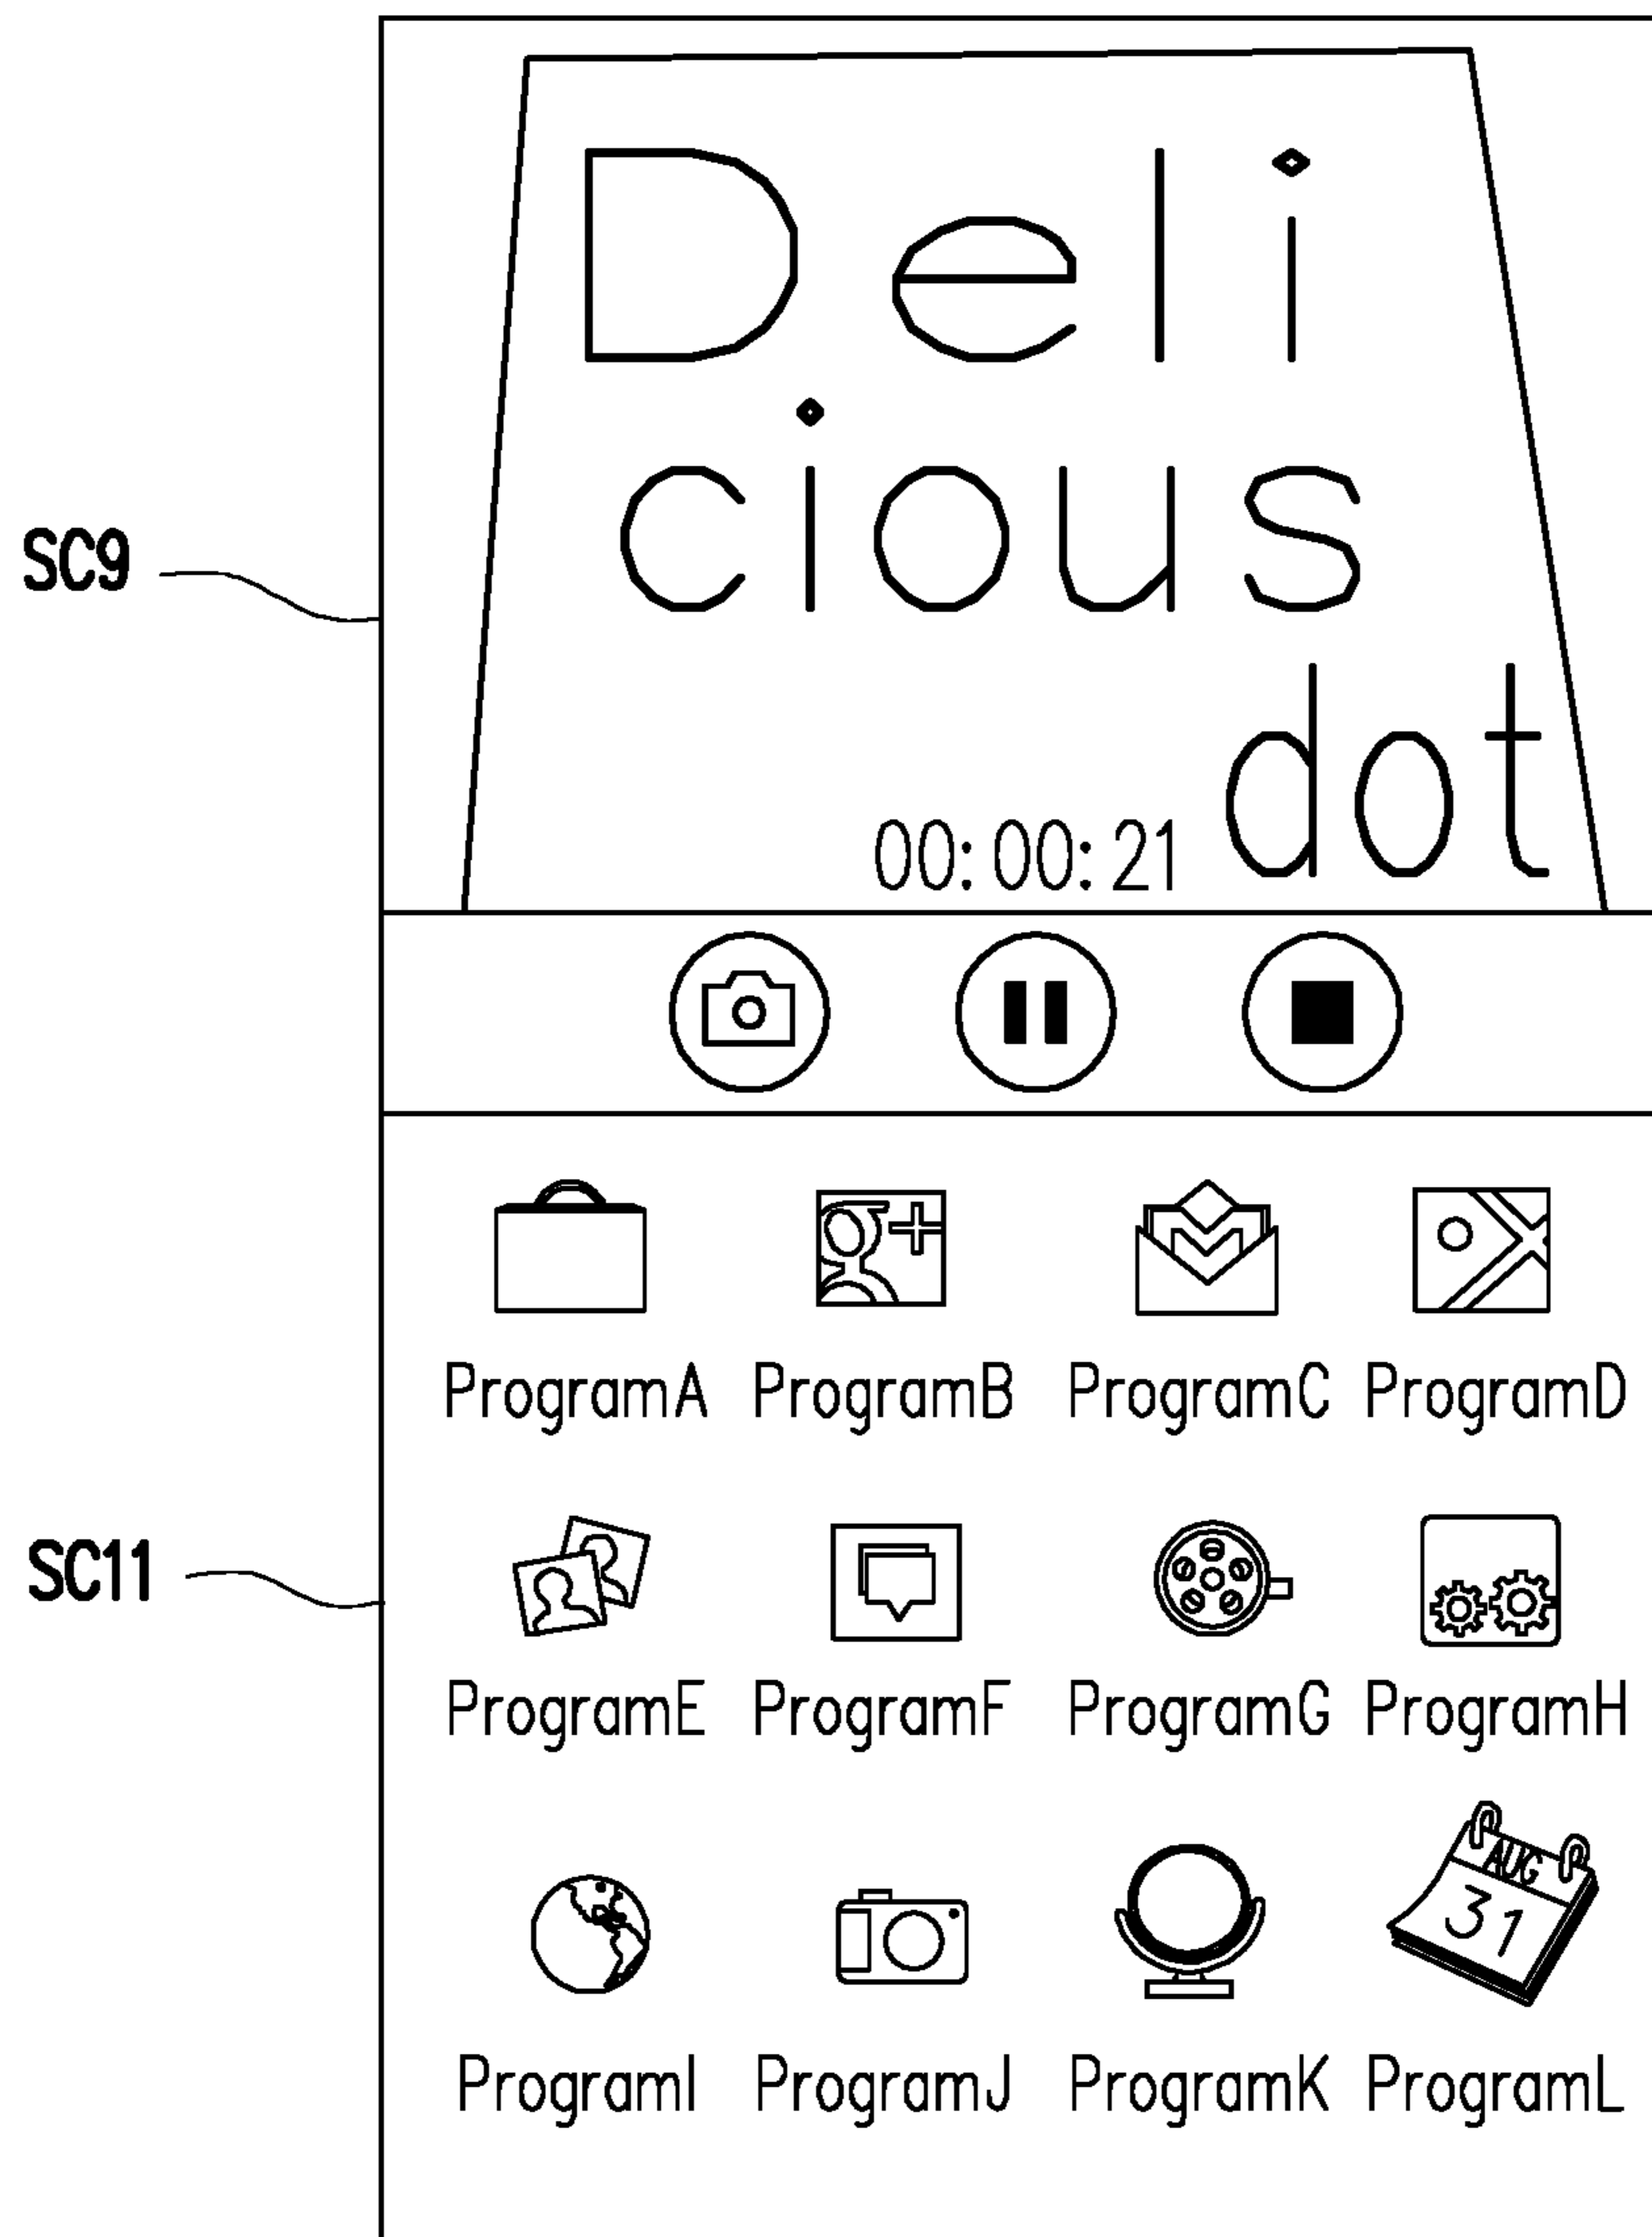 Deli
cious
SC9
dot
00:00:21
ProgramA ProgramB ProgramC ProgramD
SC11
ProgramE ProgramF ProgramG ProgramH
AUG
31
ProgramI ProgramJ ProgramK ProgramL